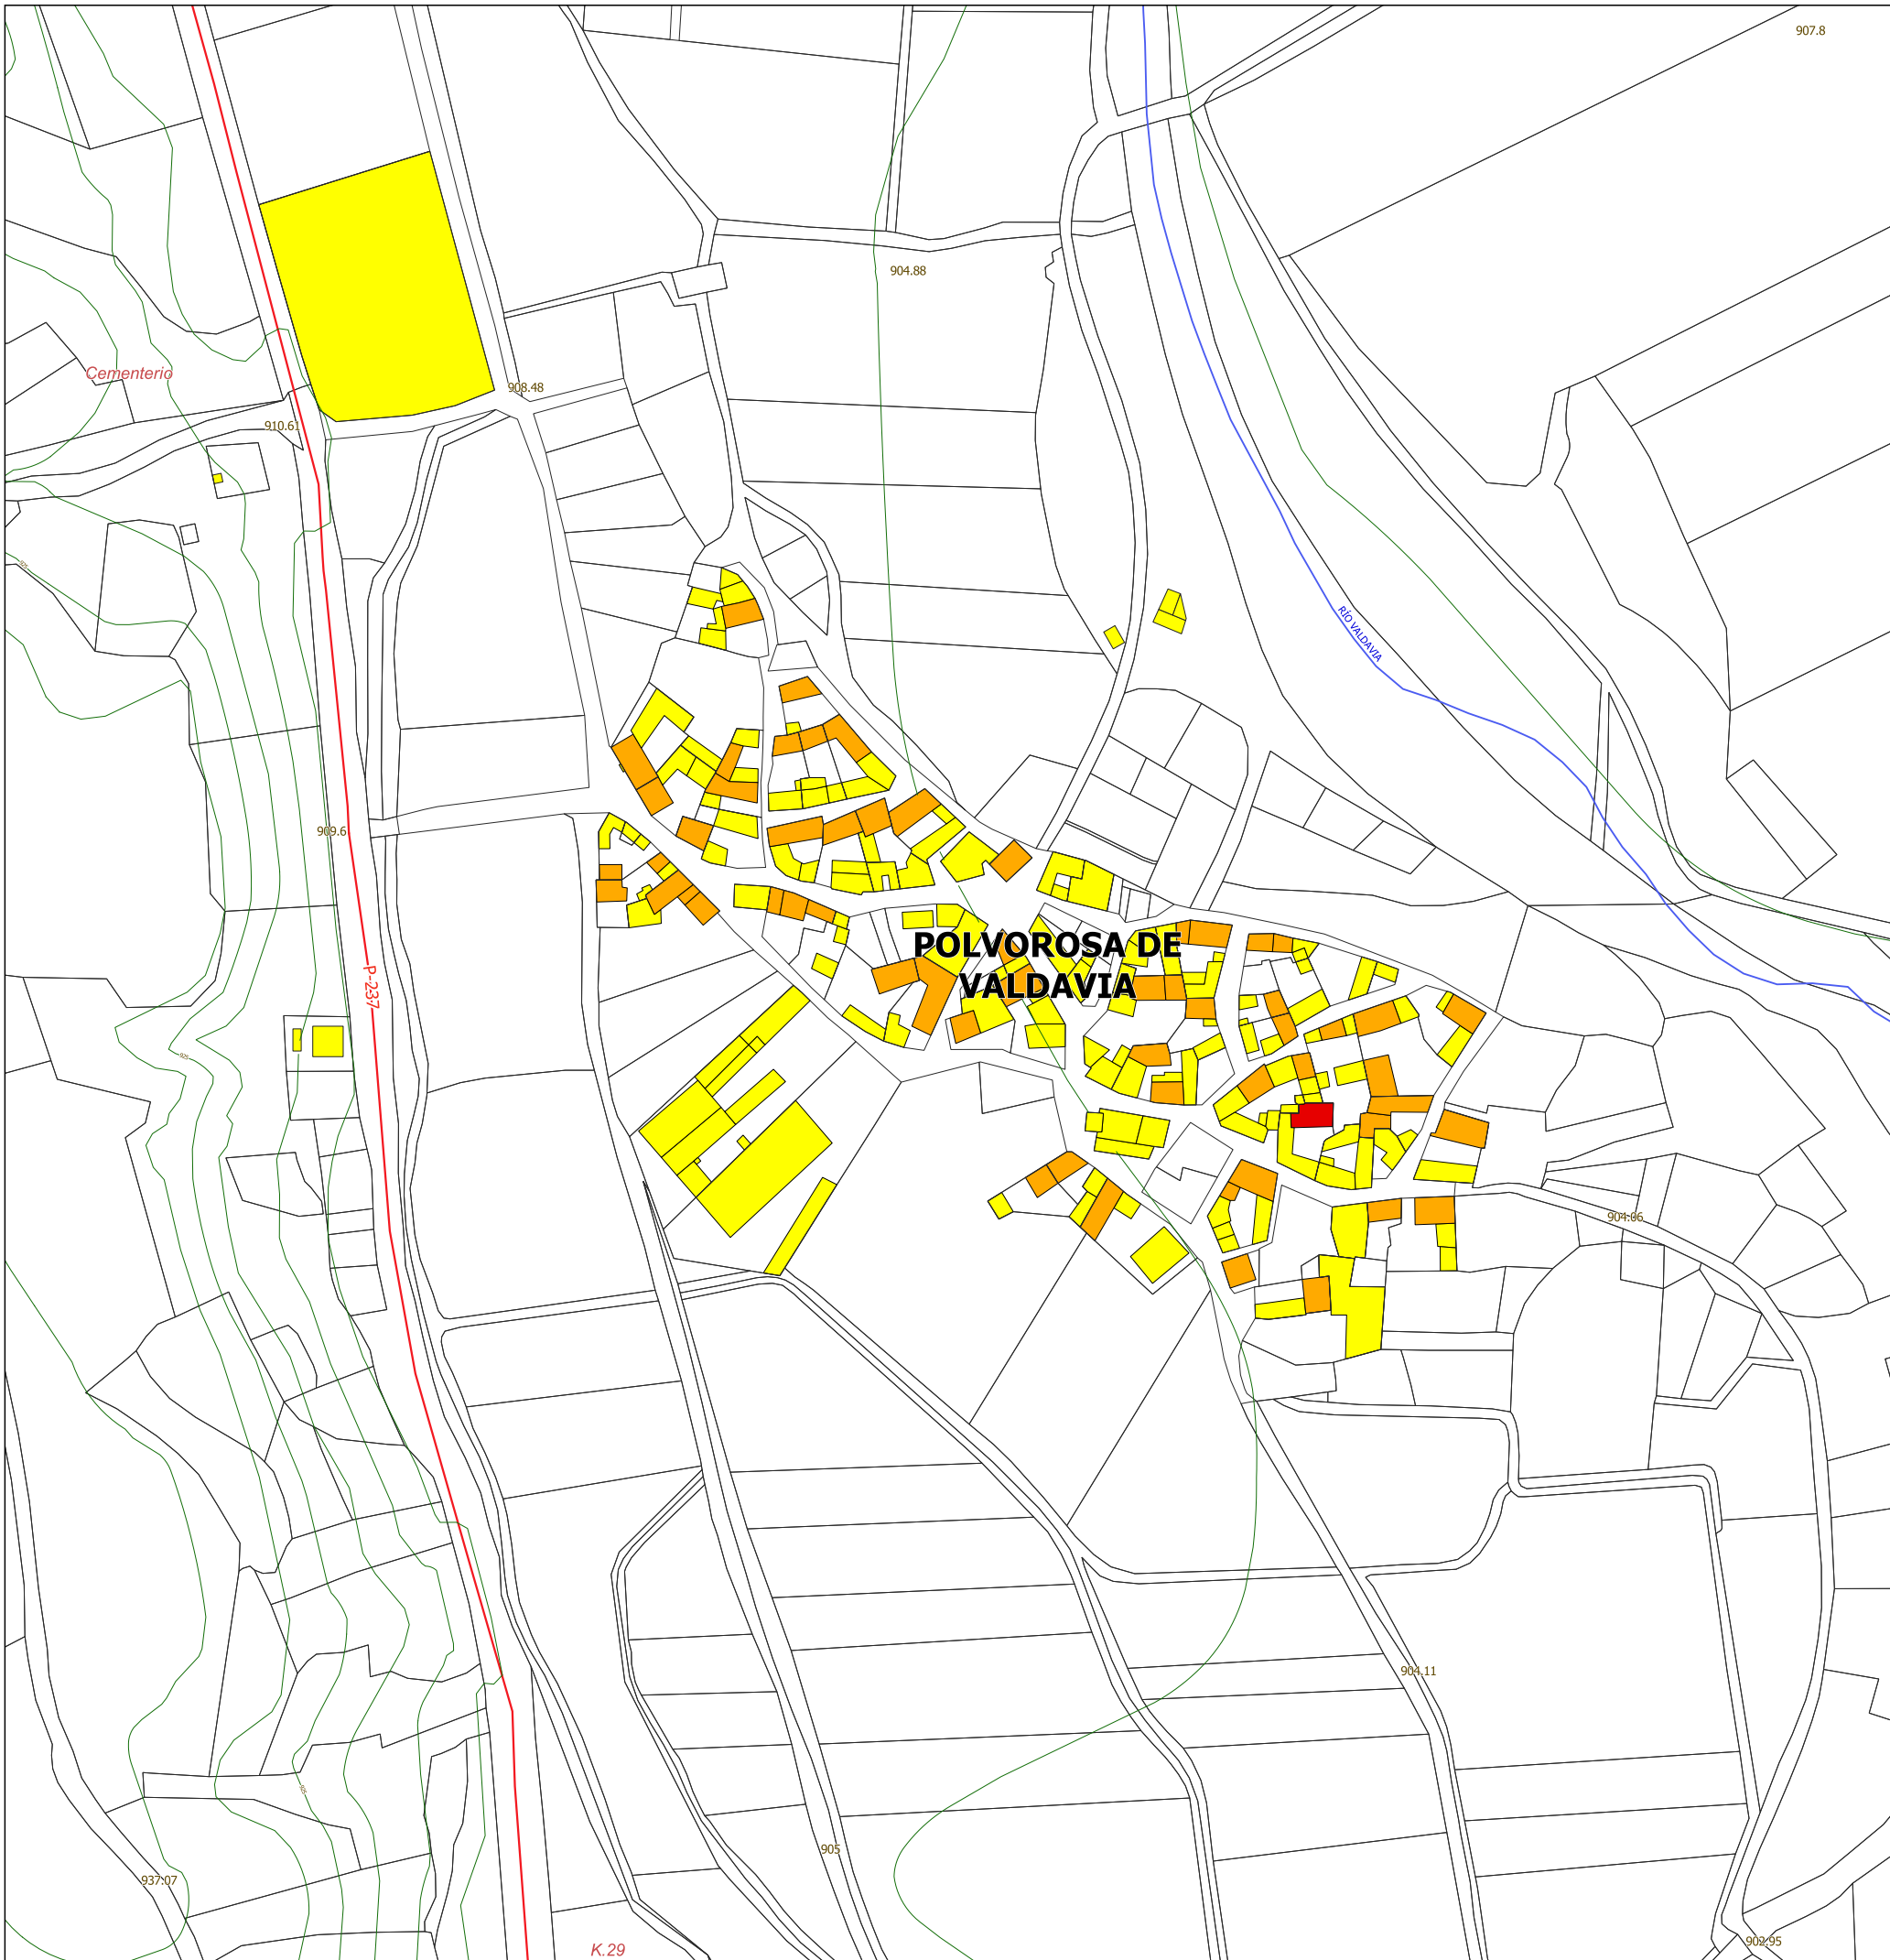 907.8
904.88
Cementerio
908.48
910.61
RÍO VALDAVIA
909.6
POLVOROSA DE
VALDAVIA
P-237
904.06
904.11
905
937.07
902.95
K.29